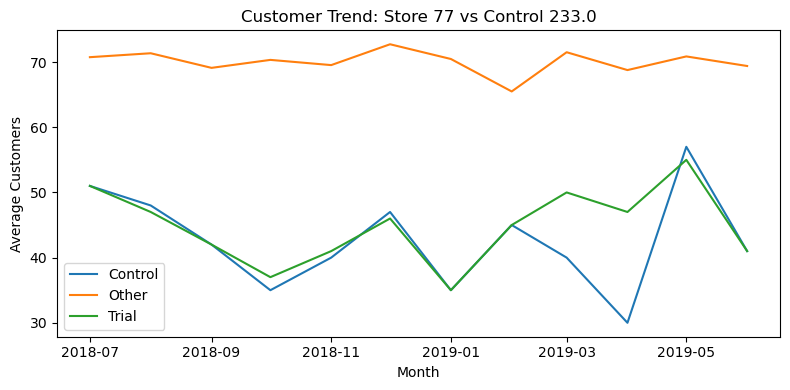 Customer Trend: Store 77 vs Control 233.0
Average Customers
70
60
50
40
30
Control
Other
Trial
2018-07 2018-09 2018-11 2019-01 2019-03 2019-05
Month